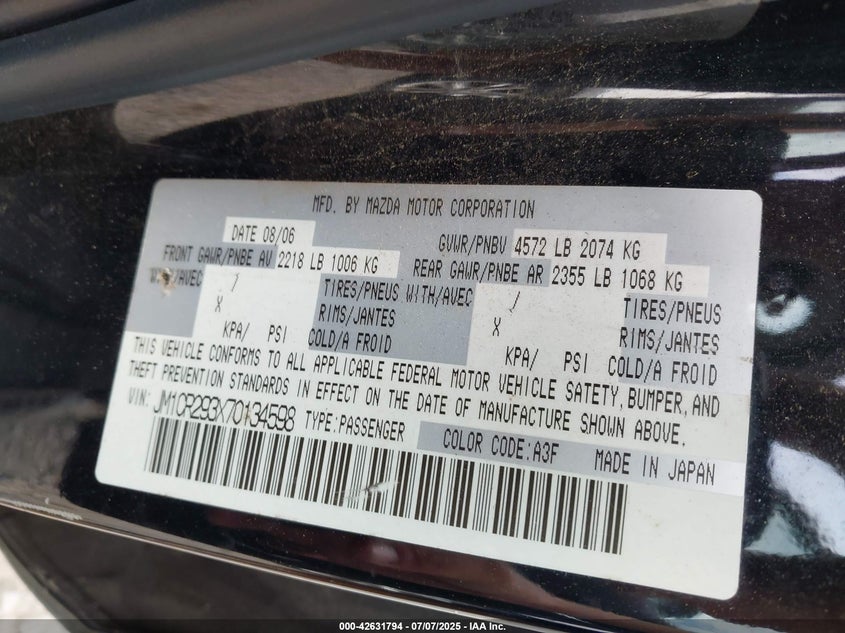 MFD. BY MAZDA MOTOR CORPORATION
DATE 08/06 GVWR/PNBV 4572 LB 2074 KG
FRONT GAWR/PNBE AV 2218 LB 1006 KG REAR GAWR/PNBE AR 2355 LB 1068 KG
WITH/AVEC / TIRES/PNEUS WITH/AVEC / TIRES/PNEUS
X RIMS/JANTES X RIMS/JANTES
KPA/ PSI COLD/A FROID KPA/ PSI COLD/A FROID
THIS VEHICLE CONFORMS TO ALL APPLICABLE FEDERAL MOTOR VEHICLE SAFETY, BUMPER, AND
THEFT PREVENTION STANDARDS IN EFFECT ON THE DATE OF MANUFACTURE SHOWN ABOVE.
VIN: JM1CR293X70134598 TYPE:PASSENGER
COLOR CODE:A3F MADE IN JAPAN
000-42631794 - 07/07/2025 - IAA Inc.